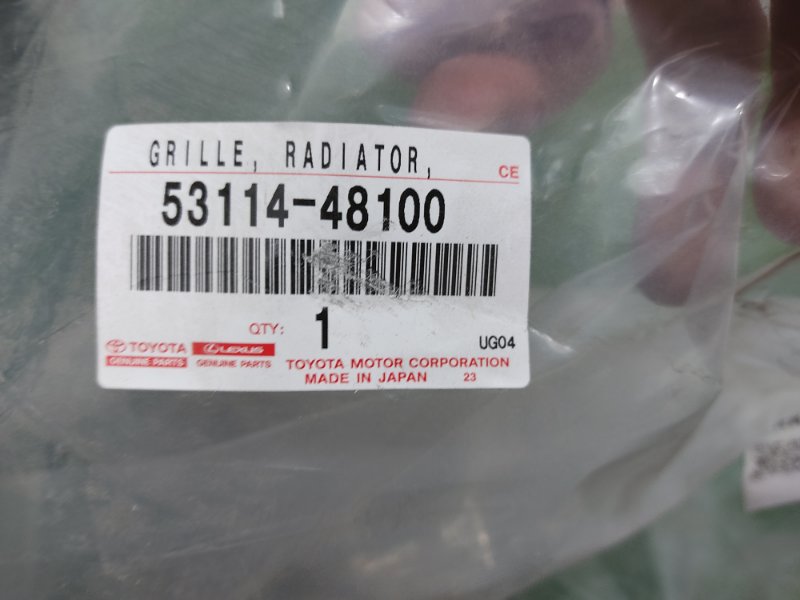 GRILLE, RADIATOR,
CE
53114-48100
QTY: 1
UG04
TOYOTA LEXUS
GENUINE PARTS GENUINE PARTS
TOYOTA MOTOR CORPORATION
MADE IN JAPAN 23